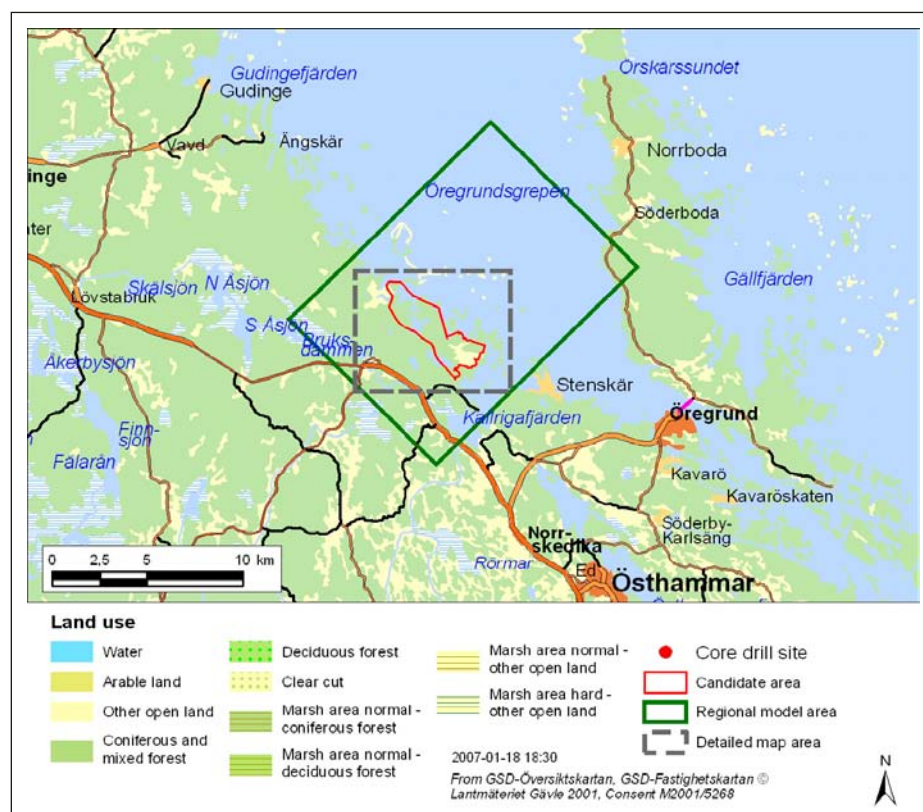 Gudingefjärden
Örskärssundet
Gudinge
Vavd
Ängskär
Norrboda
inge
Öregrundsgrepen
Söderboda
ater
Gällfjärden
Skälsjön
N Åsjön
Lövstabruk
S Åsjön
Bruks-
dammen
Åkerbysjön
Stenskär
Kallrigafjärden
Öregrund
Finn-
sjön
Fälarån
Kavarö
Kavaröskaten
Söderby-
Karlsäng
Norr-
skedika
Rörmar
Ed
Östhammar
0 2,5 5 10 km
Land use
Water
Arable land
Other open land
Coniferous and
mixed forest
Deciduous forest
Clear cut
Marsh area normal -
coniferous forest
Marsh area normal -
deciduous forest
Marsh area normal -
other open land
Marsh area hard -
other open land
Core drill site
Candidate area
Regional model area
Detailed map area
2007-01-18 18:30
From GSD-Översiktskartan, GSD-Fastighetskartan ©
Lantmäteriet Gävle 2001, Consent M2001/5268
N